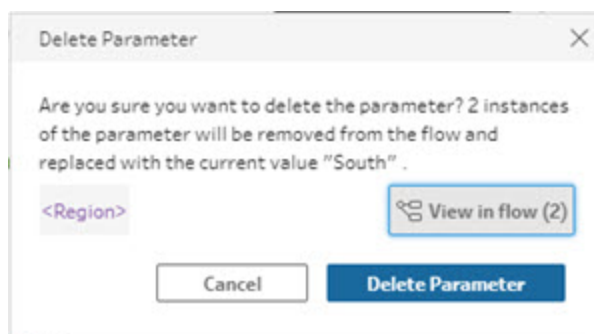 Delete Parameter
Are you sure you want to delete the parameter? 2 instances
of the parameter will be removed from the flow and
replaced with the current value "South" .
<Region>
View in flow (2)
Cancel
Delete Parameter